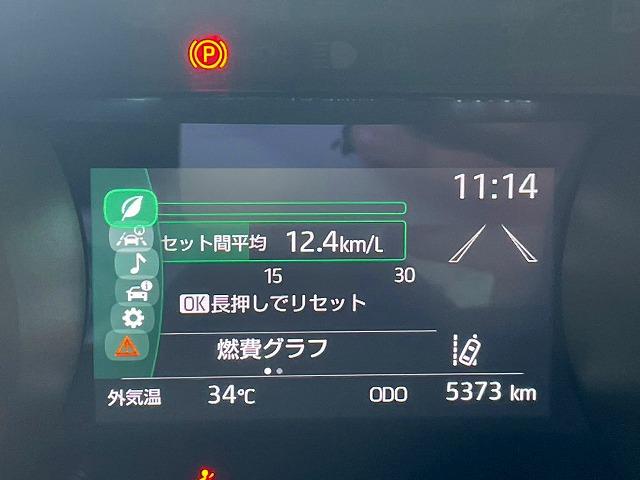 P
11:14
セット間平均 12.4km/L
15 30
OK長押しでリセット
燃費グラフ
外気温 34℃ ODO 5373 km